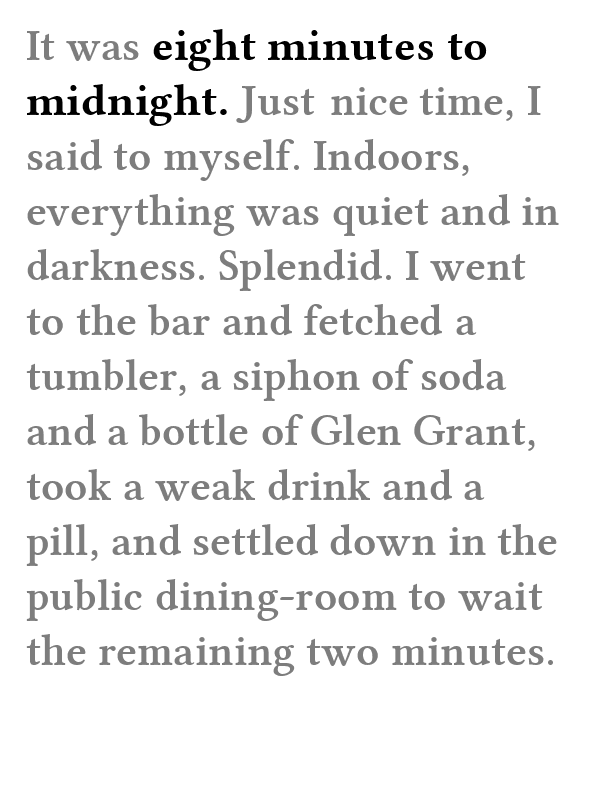 It was eight minutes to
midnight. Just nice time, I
said to myself. Indoors,
everything was quiet and in
darkness. Splendid. I went
to the bar and fetched a
tumbler, a siphon of soda
and a bottle of Glen Grant,
took a weak drink and a
pill, and settled down in the
public dining-room to wait
the remaining two minutes.